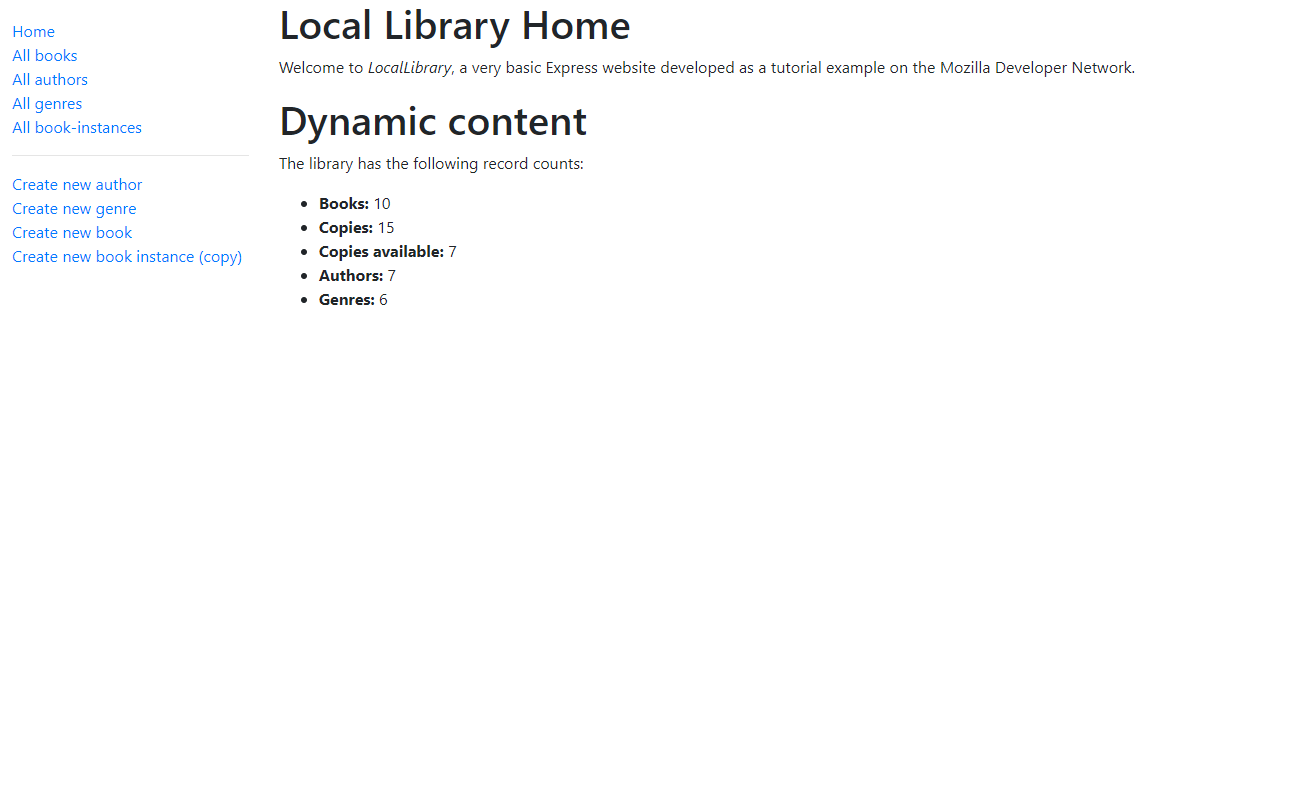 Home
All books
All authors
All genres
All book-instances
Create new author
Create new genre
Create new book
Create new book instance (copy)
Local Library Home
Welcome to LocalLibrary, a very basic Express website developed as a tutorial example on the Mozilla Developer Network.
Dynamic content
The library has the following record counts:
Books: 10
Copies: 15
Copies available: 7
Authors: 7
Genres: 6